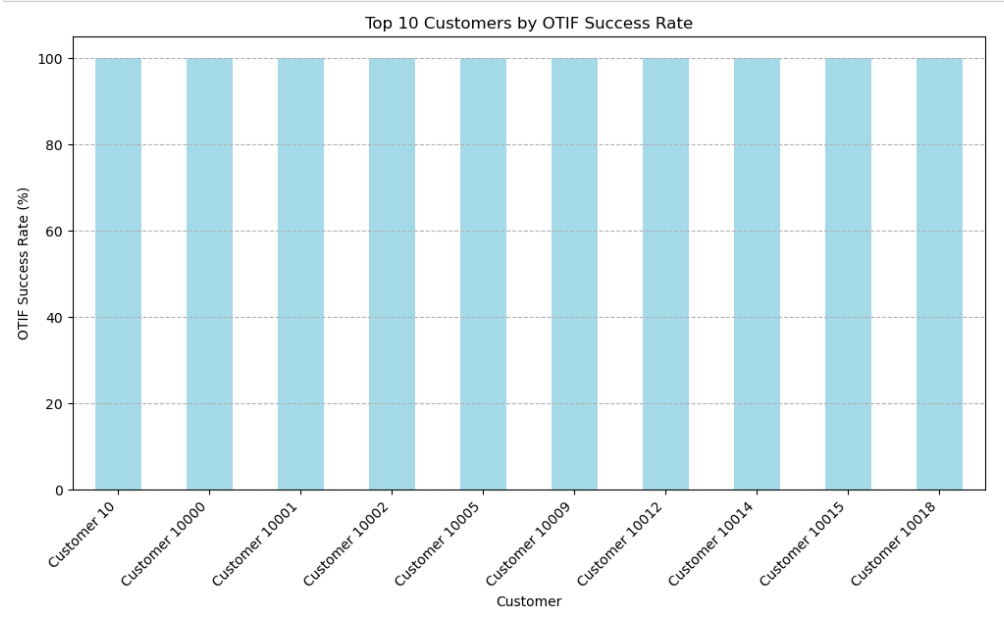 Top 10 Customers by OTIF Success Rate
OTIF Success Rate (%)
100
80
60
40
20
0
Customer 10
Customer 10000
Customer 10001
Customer 10002
Customer 10005
Customer 10009
Customer 10012
Customer 10014
Customer 10015
Customer 10018
Customer